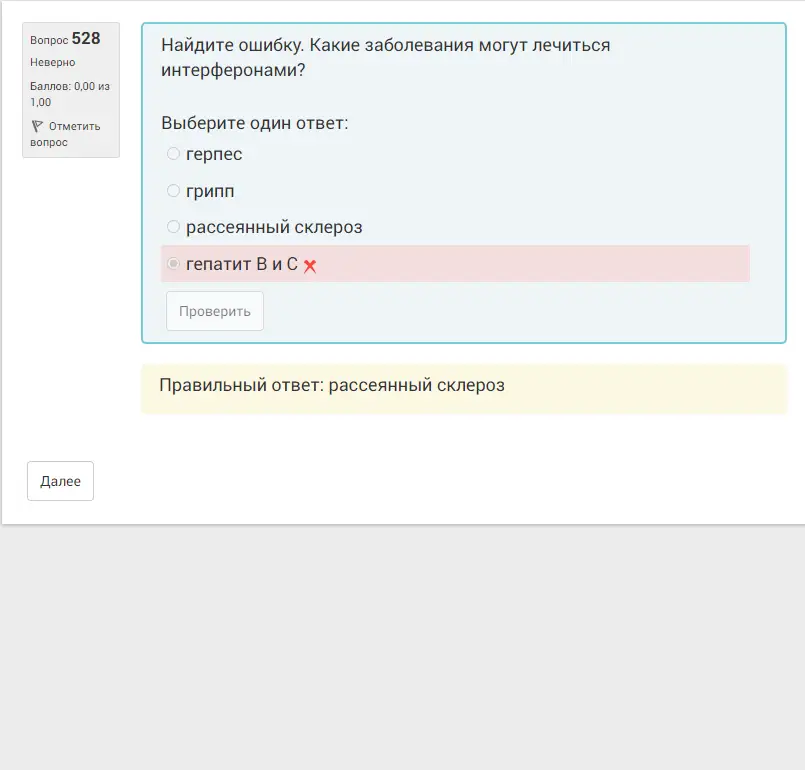 Вопрос 528
Неверно
Баллов: 0,00 из
1,00
Отметить
вопрос
Найдите ошибку. Какие заболевания могут лечиться
интерферонами?
Выберите один ответ:
герпес
грипп
рассеянный склероз
гепатит В и С
Проверить
Правильный ответ: рассеянный склероз
Далее